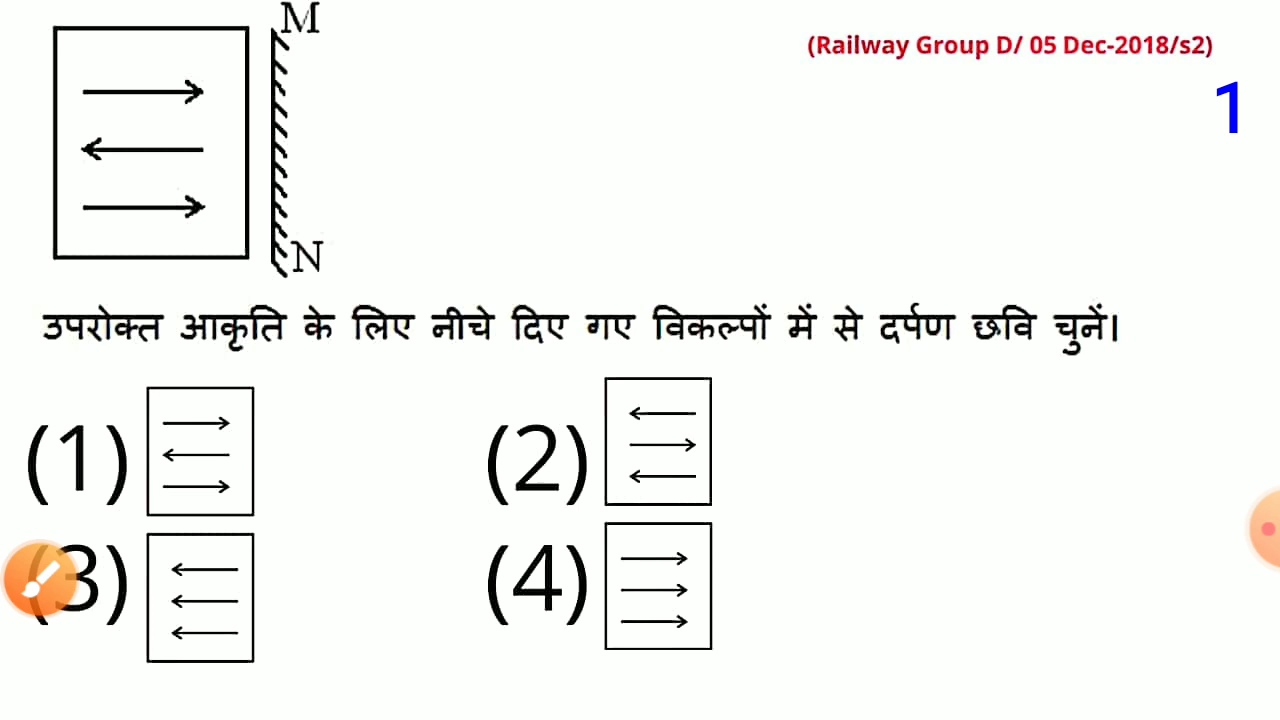 M
(Railway Group D/ 05 Dec-2018/s2)
1
N
उपरोक्त आकृति के लिए नीचे दिए गए विकल्पों में से दर्पण छवि चुनें।
(1) (2)
(3) (4)